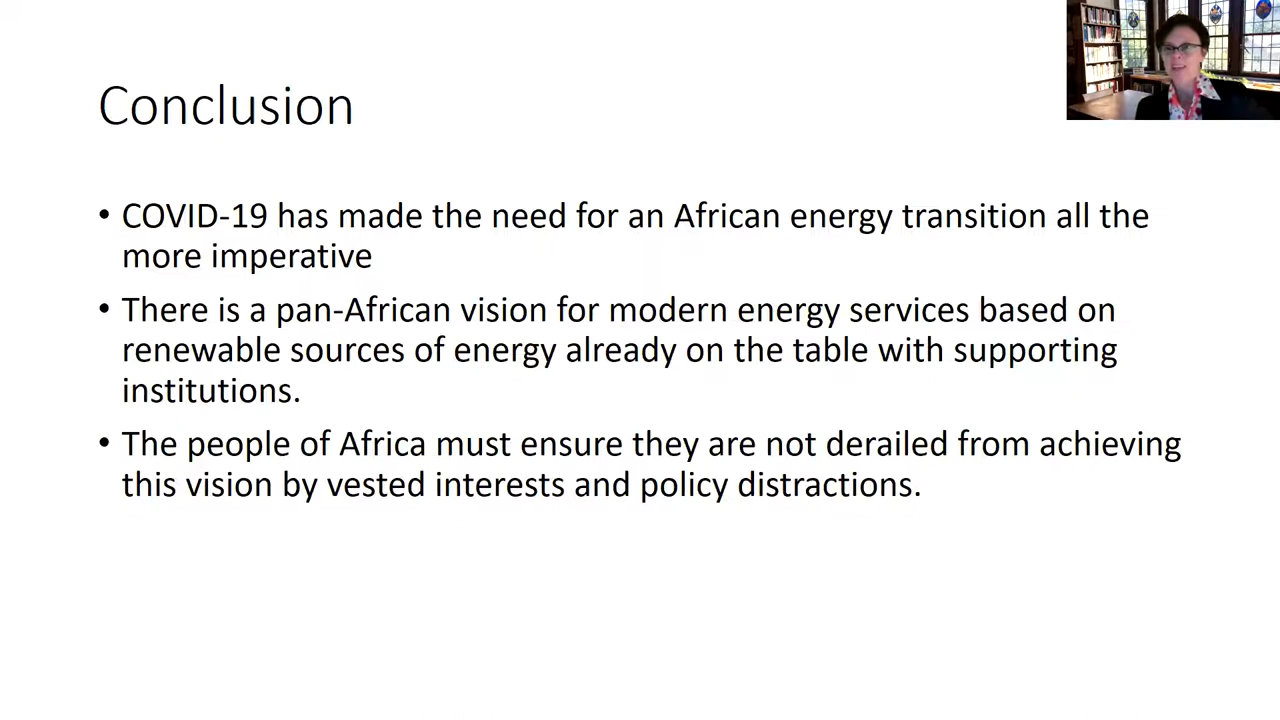 Conclusion
• COVID-19 has made the need for an African energy transition all the
more imperative
• There is a pan-African vision for modern energy services based on
renewable sources of energy already on the table with supporting
institutions.
• The people of Africa must ensure they are not derailed from achieving
this vision by vested interests and policy distractions.